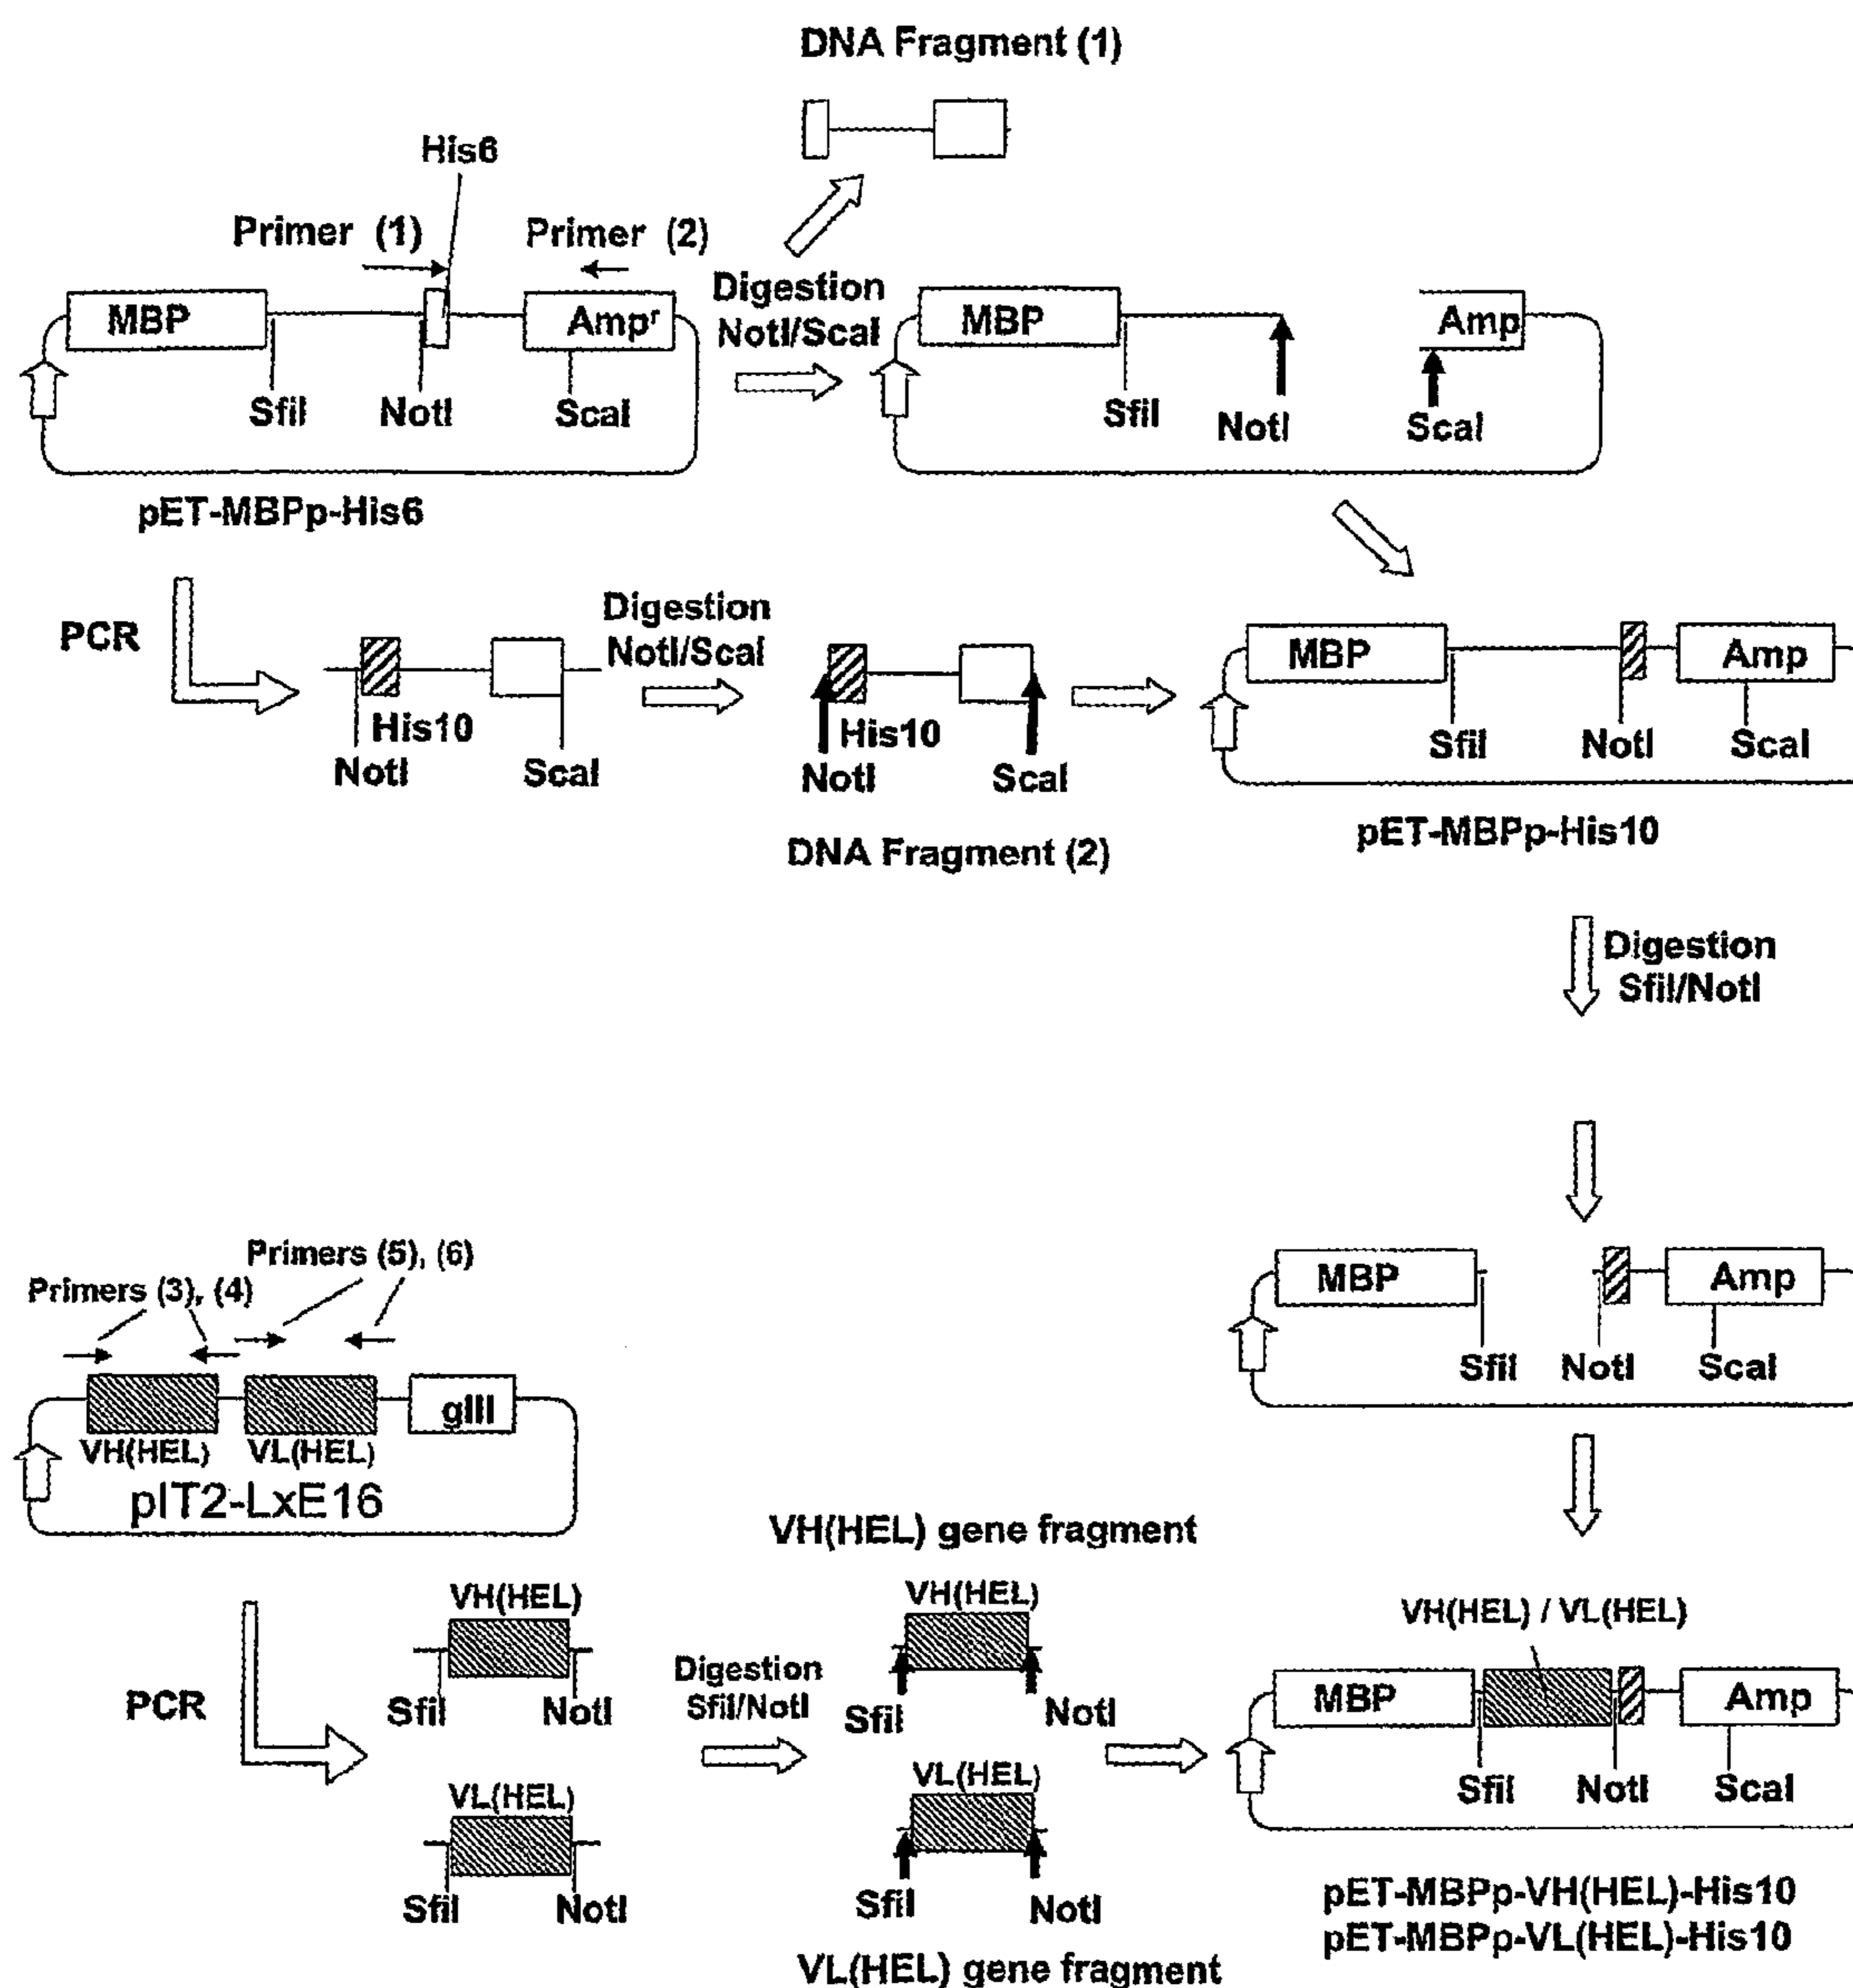 DNA Fragment (1)
His6
Primer (1)
Primer (2)
MBP
Ampʳ
SfiI
NotI
ScaI
pET-MBPp-His6
Digestion
NotI/ScaI
MBP
Amp
SfiI
NotI
ScaI
PCR
His10
NotI
ScaI
Digestion
NotI/ScaI
His10
NotI
ScaI
DNA Fragment (2)
MBP
Amp
SfiI
NotI
ScaI
pET-MBPp-His10
Digestion
SfiI/NotI
MBP
Amp
SfiI
NotI
ScaI
Primers (5), (6)
Primers (3), (4)
gIII
VH(HEL)
VL(HEL)
pIT2-LxE16
PCR
VH(HEL)
SfiI
NotI
VL(HEL)
SfiI
NotI
Digestion
SfiI/NotI
VH(HEL) gene fragment
VH(HEL)
SfiI
NotI
VL(HEL)
SfiI
NotI
VL(HEL) gene fragment
VH(HEL) / VL(HEL)
MBP
Amp
SfiI
NotI
ScaI
pET-MBPp-VH(HEL)-His10
pET-MBPp-VL(HEL)-His10